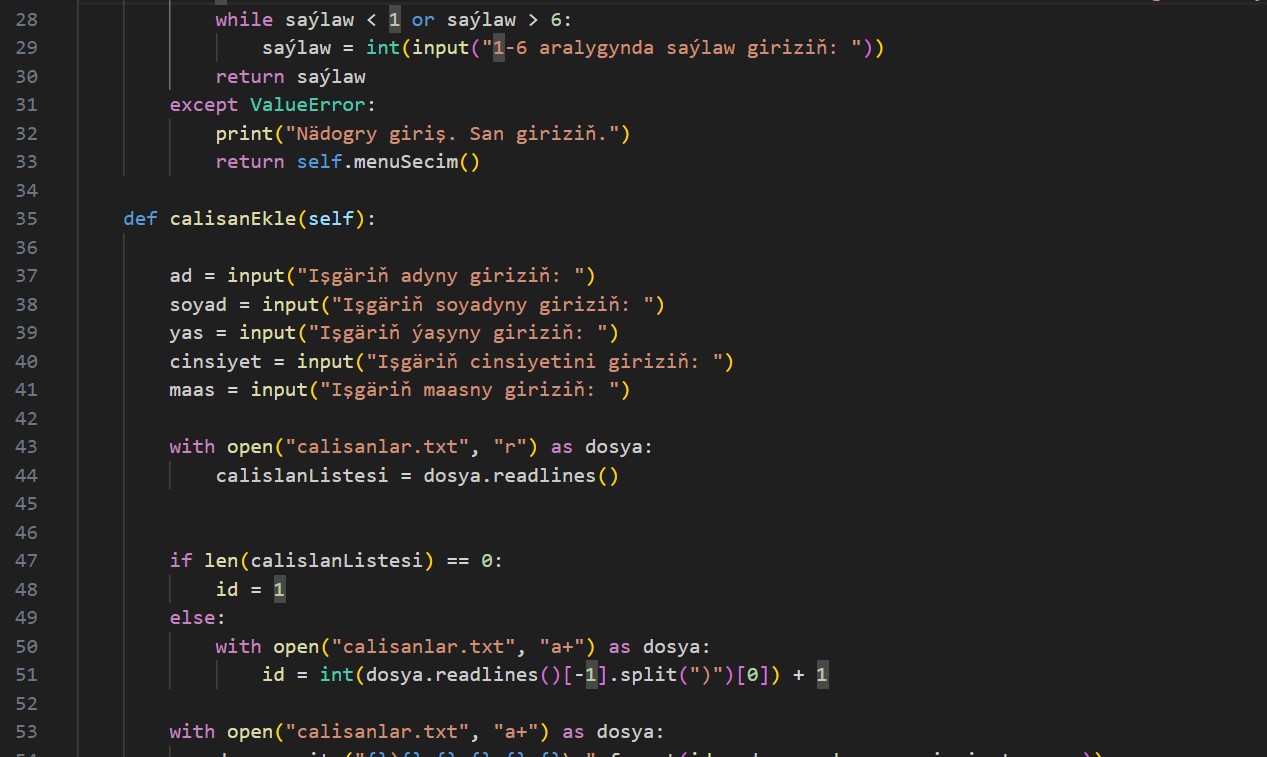 28 while saýlaw < 1 or saýlaw > 6:
29 saýlaw = int(input("1-6 aralygynda saýlaw giriziň: "))
30 return saýlaw
31 except ValueError:
32 print("Nädogry giriş. San giriziň.")
33 return self.menuSecim()
34
35 def calisanEkle(self):
36
37 ad = input("Işgäriň adyny giriziň: ")
38 soyad = input("Işgäriň soyadyny giriziň: ")
39 yas = input("Işgäriň ýaşyny giriziň: ")
40 cinsiyet = input("Işgäriň cinsiyetini giriziň: ")
41 maas = input("Işgäriň maasny giriziň: ")
42
43 with open("calisanlar.txt", "r") as dosya:
44 calislanListesi = dosya.readlines()
45
46
47 if len(calislanListesi) == 0:
48 id = 1
49 else:
50 with open("calisanlar.txt", "a+") as dosya:
51 id = int(dosya.readlines()[-1].split(")")[0]) + 1
52
53 with open("calisanlar.txt", "a+") as dosya: